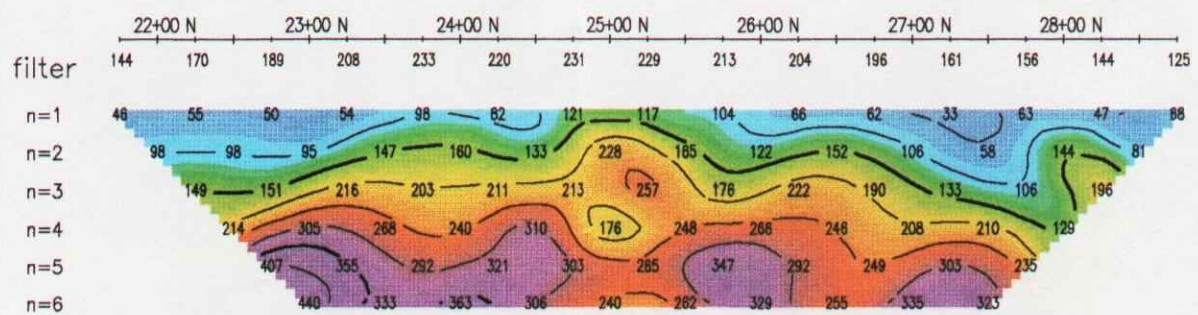 22+00 N 23+00 N 24+00 N 25+00 N 26+00 N 27+00 N 28+00 N
filter 144 170 189 208 233 220 231 229 213 204 196 161 156 144 125
n=1 46 55 50 54 98 82 121 117 104 66 62 33 63 47 68
n=2 98 98 95 147 160 133 228 185 122 152 106 58 144 81
n=3 149 151 216 203 211 213 257 176 222 190 133 106 196
n=4 214 305 268 240 310 176 248 266 246 208 210 129
n=5 407 355 292 321 303 285 347 292 249 303 235
n=6 440 333 363 306 240 262 329 255 335 323